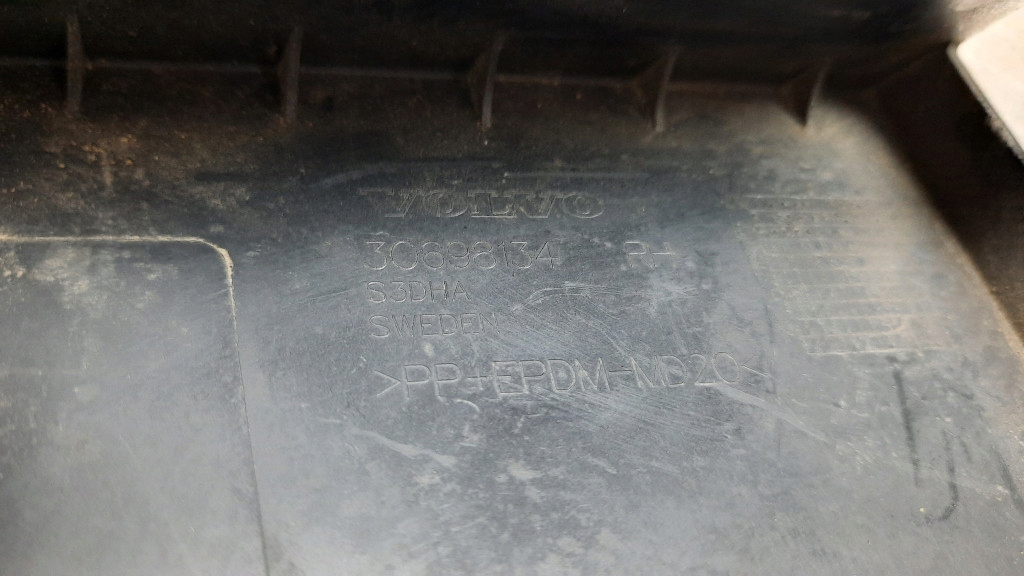 VOLVO
30698134
S3DHA
SWEDEN
>PP+EPDM-MD20<